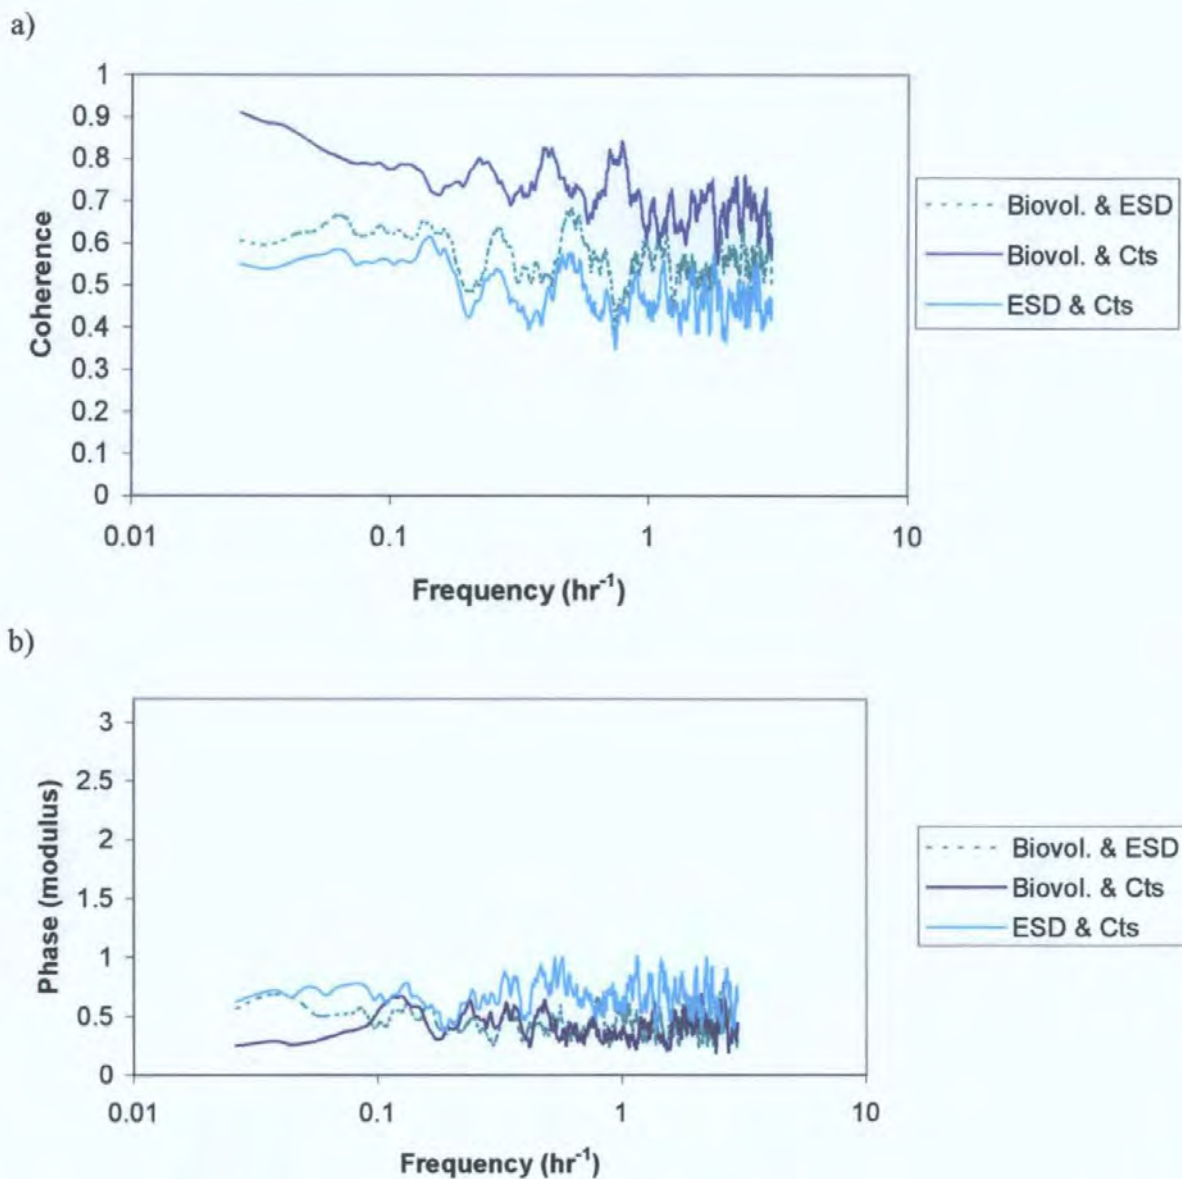 a)
1
0.9
0.8
0.7
0.6
0.5
0.4
0.3
0.2
0.1
0
Coherence
0.01 0.1 1 10
Frequency (hr⁻¹)
Biovol. & ESD
Biovol. & Cts
ESD & Cts
b)
3
2.5
2
1.5
1
0.5
0
Phase (modulus)
0.01 0.1 1 10
Frequency (hr⁻¹)
Biovol. & ESD
Biovol. & Cts
ESD & Cts